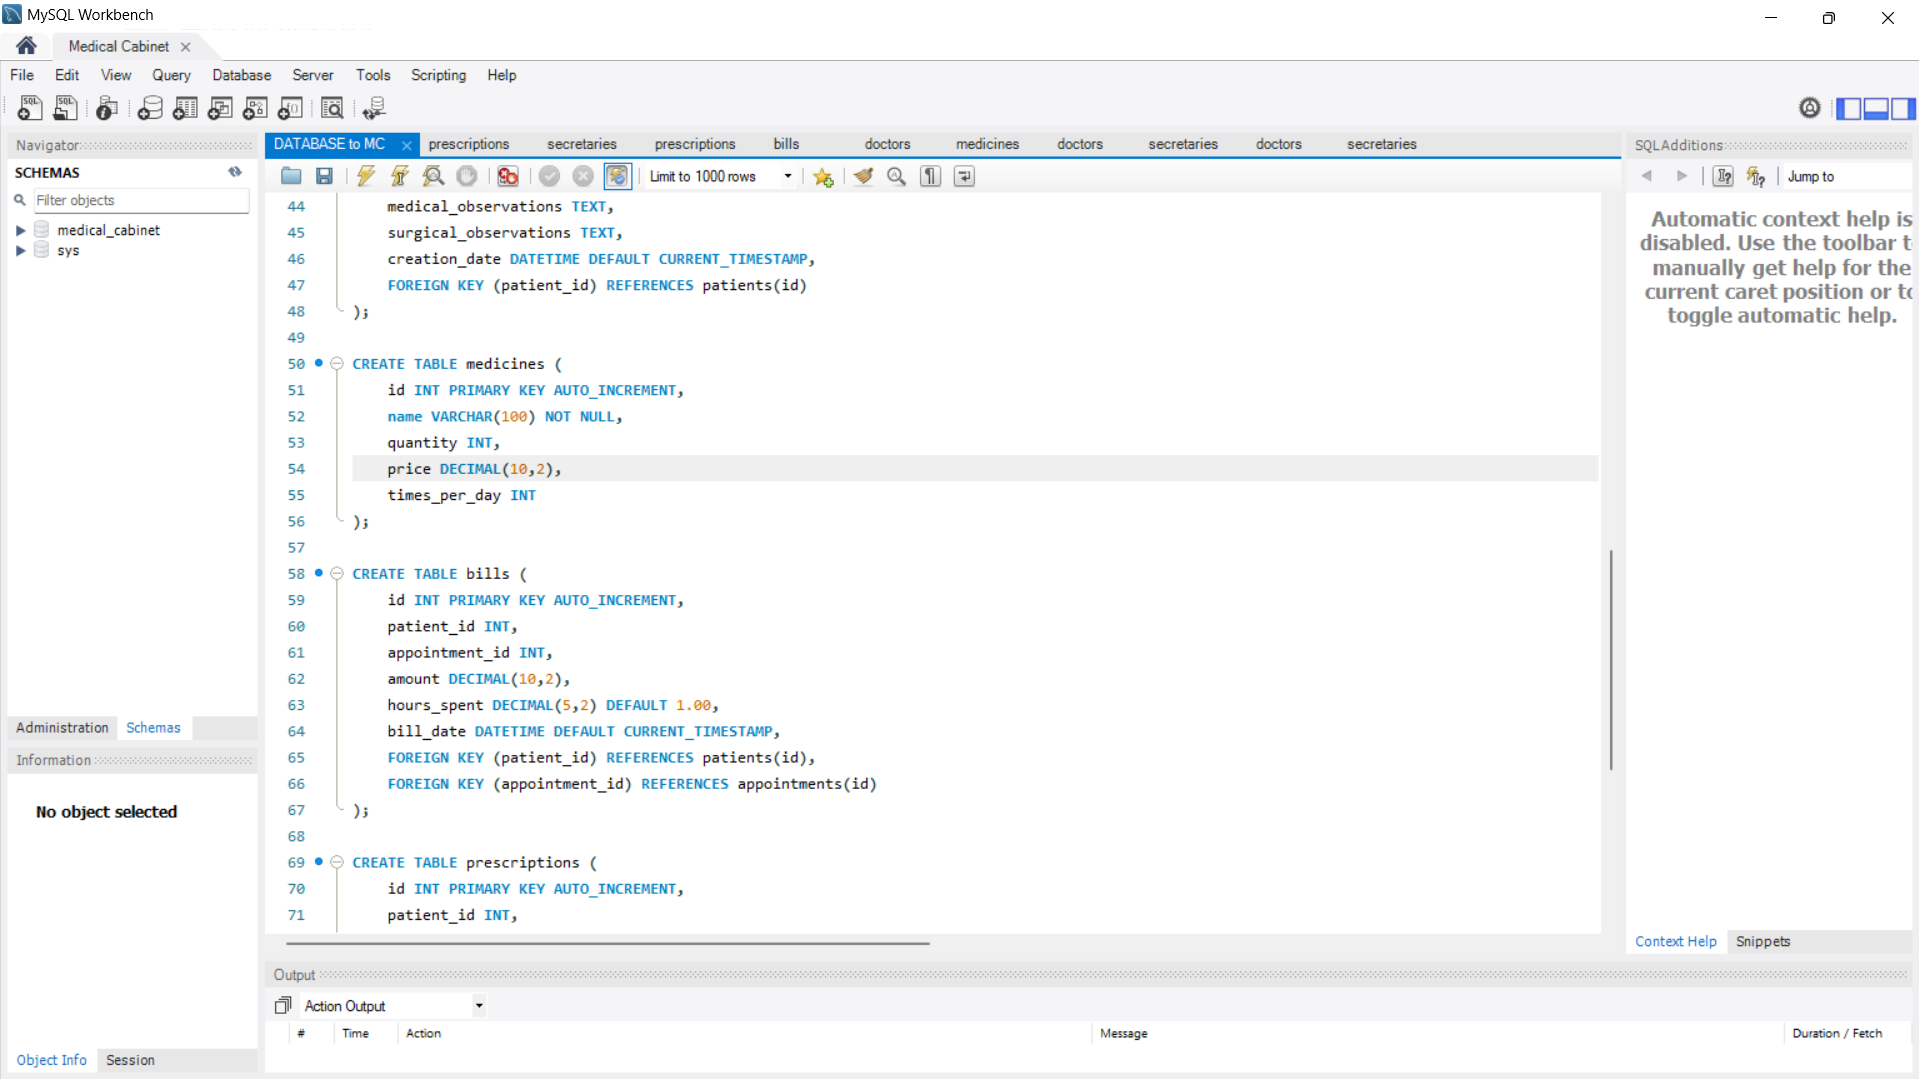 MySQL Workbench
Medical Cabinet
File Edit View Query Database Server Tools Scripting Help
Navigator
SCHEMAS
Filter objects
medical_cabinet
sys
Administration Schemas
Information
No object selected
Object Info Session
DATABASE to MC prescriptions secretaries prescriptions bills doctors medicines doctors secretaries doctors secretaries
Limit to 1000 rows
44 medical_observations TEXT,
45 surgical_observations TEXT,
46 creation_date DATETIME DEFAULT CURRENT_TIMESTAMP,
47 FOREIGN KEY (patient_id) REFERENCES patients(id)
48 );
49
50 CREATE TABLE medicines (
51 id INT PRIMARY KEY AUTO_INCREMENT,
52 name VARCHAR(100) NOT NULL,
53 quantity INT,
54 price DECIMAL(10,2),
55 times_per_day INT
56 );
57
58 CREATE TABLE bills (
59 id INT PRIMARY KEY AUTO_INCREMENT,
60 patient_id INT,
61 appointment_id INT,
62 amount DECIMAL(10,2),
63 hours_spent DECIMAL(5,2) DEFAULT 1.00,
64 bill_date DATETIME DEFAULT CURRENT_TIMESTAMP,
65 FOREIGN KEY (patient_id) REFERENCES patients(id),
66 FOREIGN KEY (appointment_id) REFERENCES appointments(id)
67 );
68
69 CREATE TABLE prescriptions (
70 id INT PRIMARY KEY AUTO_INCREMENT,
71 patient_id INT,
SQLAdditions
Jump to
Automatic context help is
disabled. Use the toolbar t
manually get help for the
current caret position or to
toggle automatic help.
Context Help Snippets
Output
Action Output
# Time Action Message Duration / Fetch